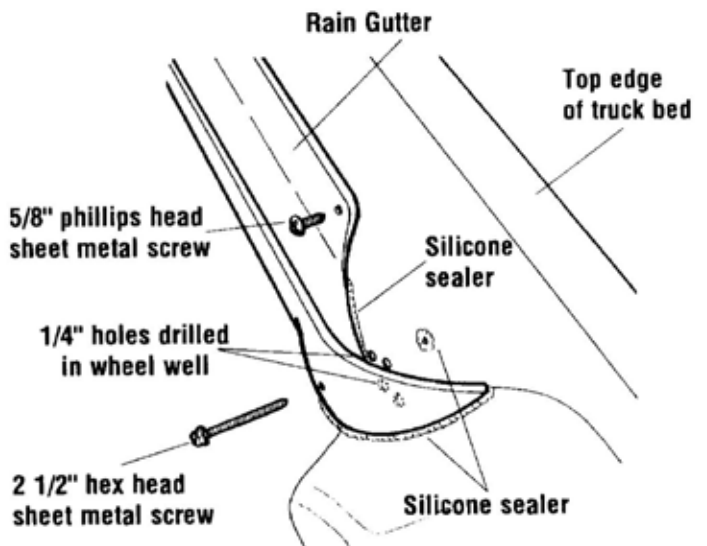 Rain Gutter
Top edge
of truck bed
5/8" phillips head
sheet metal screw
Silicone
sealer
1/4" holes drilled
in wheel well
2 1/2" hex head
sheet metal screw
Silicone sealer